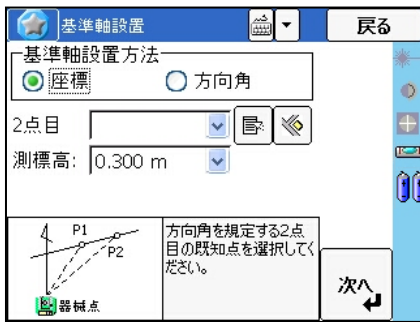 基準軸設置
戻る
基準軸設置方法
座標
方向角
2点目
測標高: 0.300 m
P1
P2
器械点
方向角を規定する2点
目の既知点を選択してく
ださい。
次へ